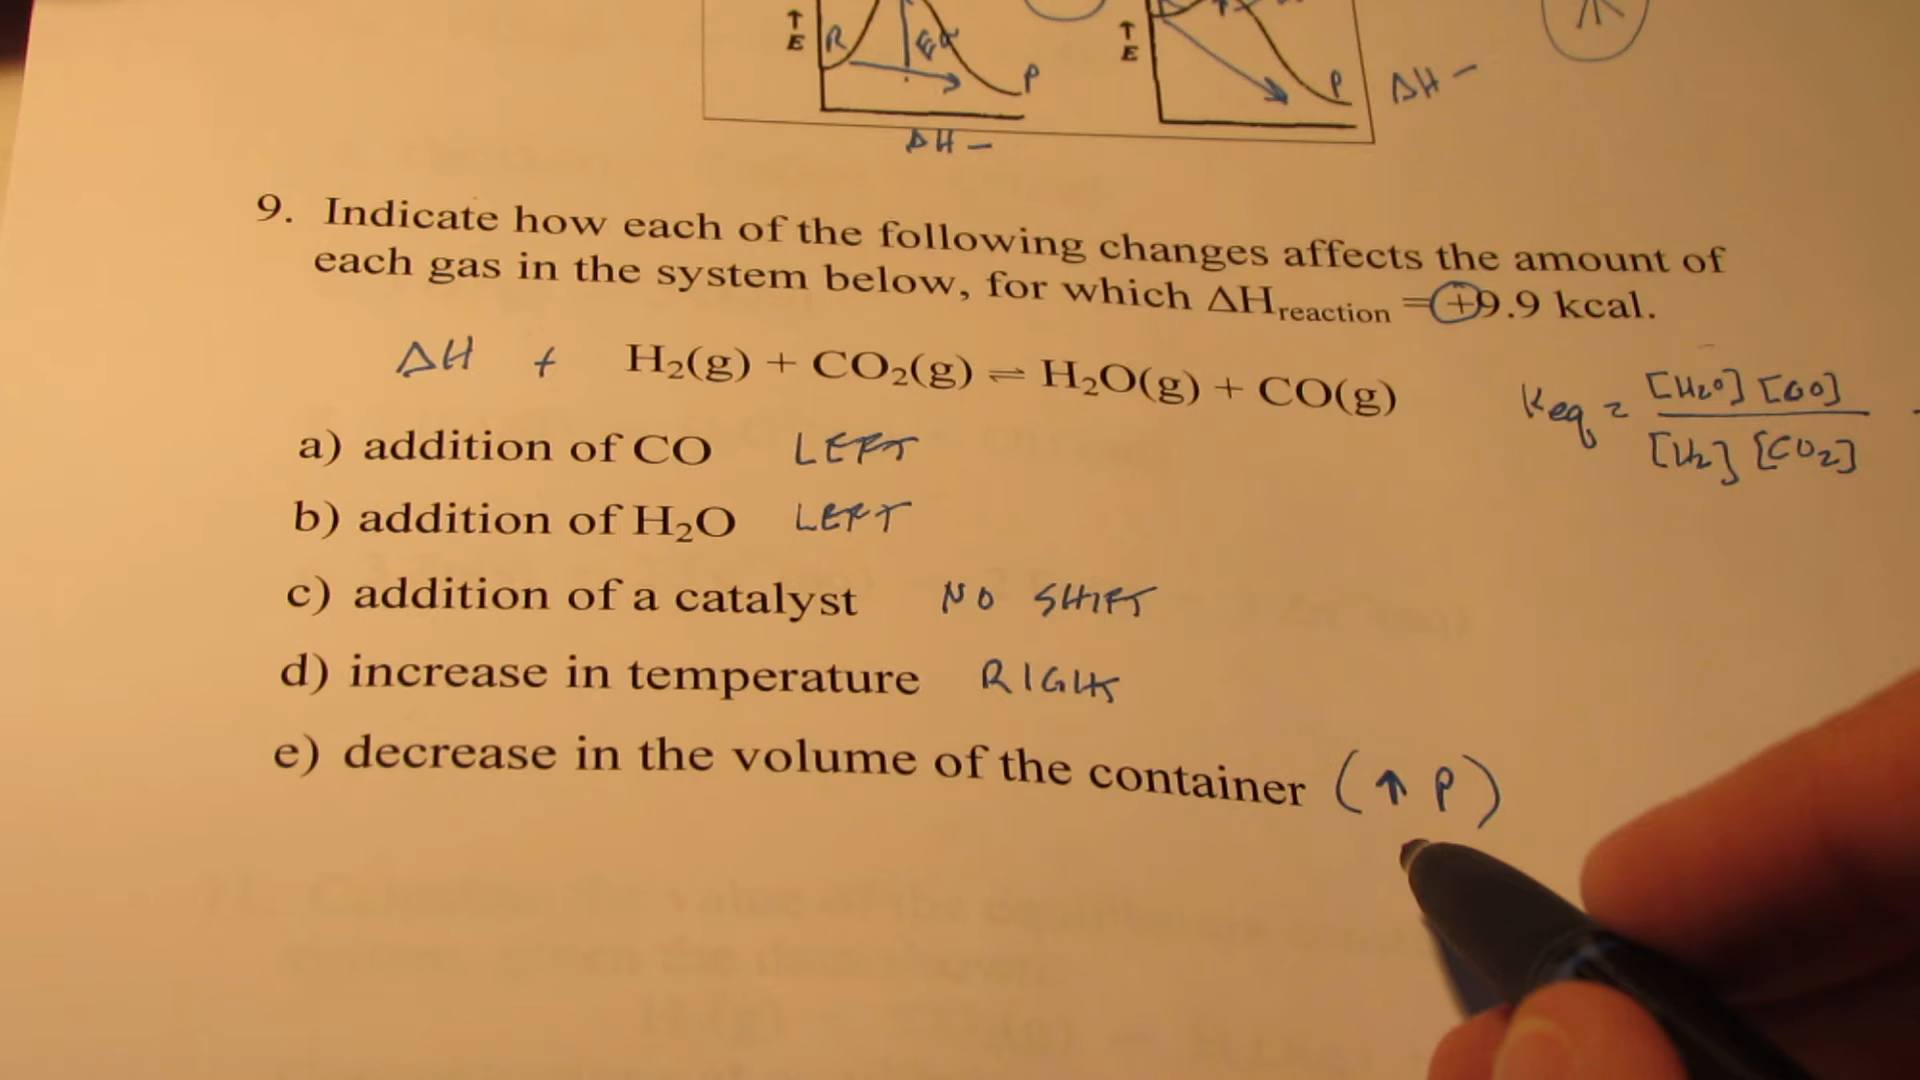 ↑ E R Ea P
ΔH –
↑ E P ΔH –
9. Indicate how each of the following changes affects the amount of
each gas in the system below, for which ΔHreaction = +9.9 kcal.
ΔH + H₂(g) + CO₂(g) ⇌ H₂O(g) + CO(g)
Keq = [H₂O] [CO]
[H₂] [CO₂]
a) addition of CO LEFT
b) addition of H₂O LEFT
c) addition of a catalyst NO SHIFT
d) increase in temperature RIGHT
e) decrease in the volume of the container (↑ P)